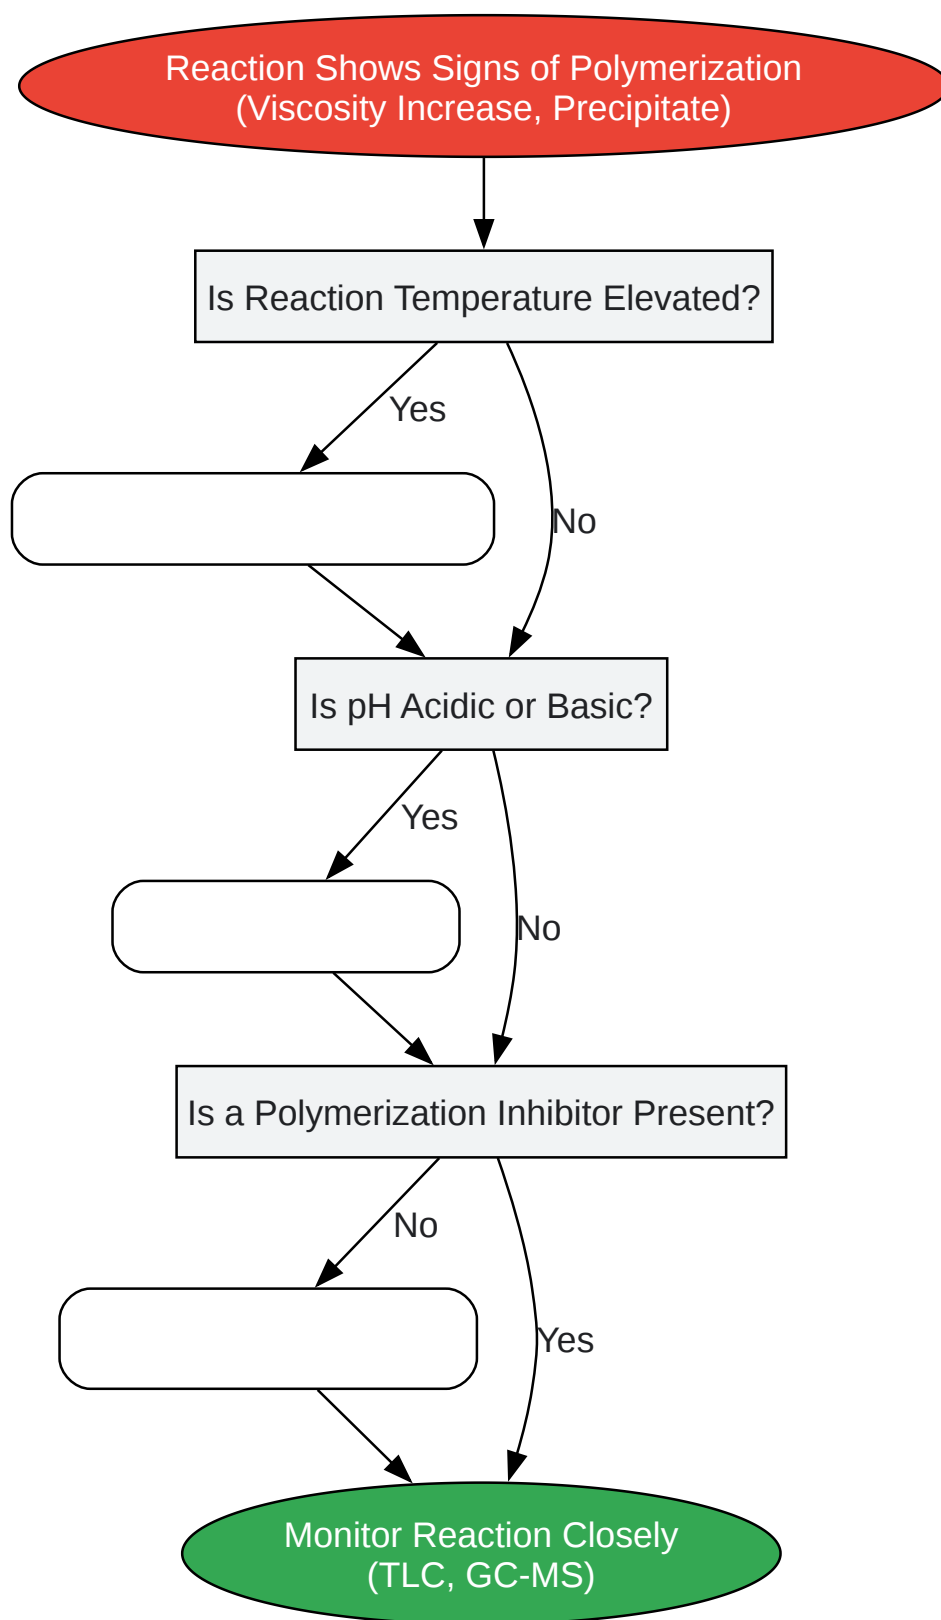 Reaction Shows Signs of Polymerization
(Viscosity Increase, Precipitate)
Is Reaction Temperature Elevated?
Yes
No
Is pH Acidic or Basic?
Yes
No
Is a Polymerization Inhibitor Present?
No
Yes
Monitor Reaction Closely
(TLC, GC-MS)